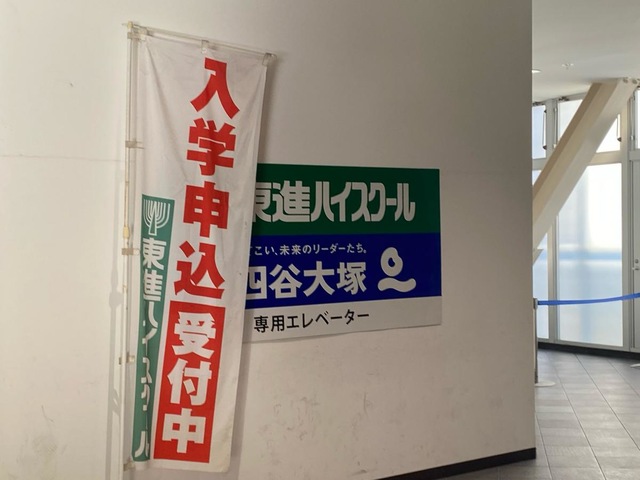 入学申込受付中
東進ハイスクール
東進ハイスクール
こい、未来のリーダーたち。
四谷大塚
専用エレベーター